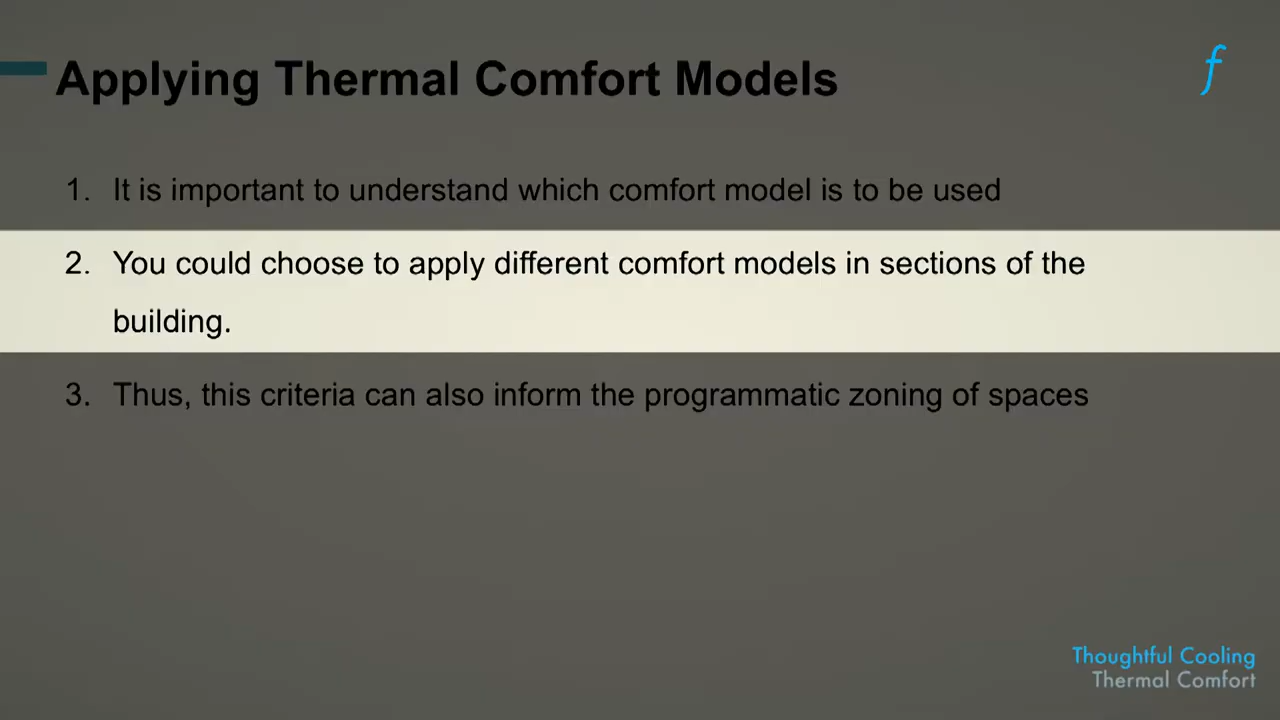 Applying Thermal Comfort Models
f
1. It is important to understand which comfort model is to be used
2. You could choose to apply different comfort models in sections of the
building.
3. Thus, this criteria can also inform the programmatic zoning of spaces
Thoughtful Cooling
Thermal Comfort